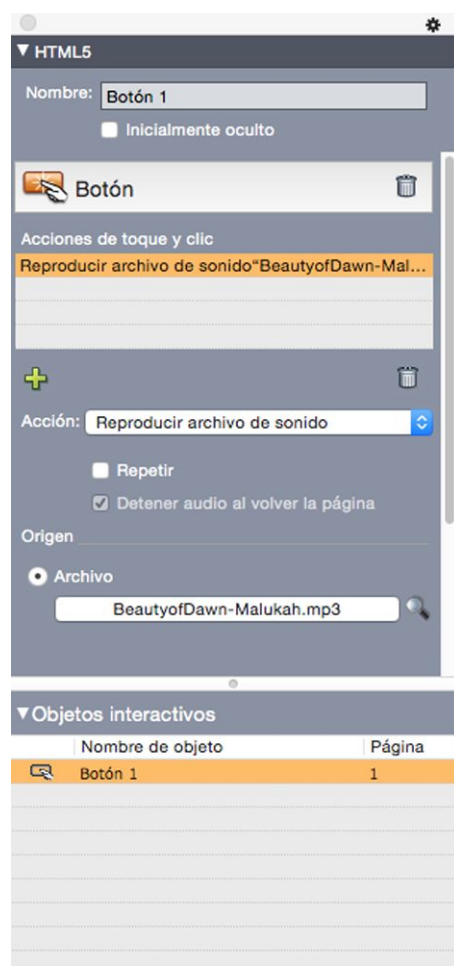 HTML5
Nombre: Botón 1
Inicialmente oculto
Botón
Acciones de toque y clic
Reproducir archivo de sonido“BeautyofDawn-Mal...
Acción: Reproducir archivo de sonido
Repetir
Detener audio al volver la página
Origen
Archivo
BeautyofDawn-Malukah.mp3
Objetos interactivos
Nombre de objeto Página
Botón 1 1